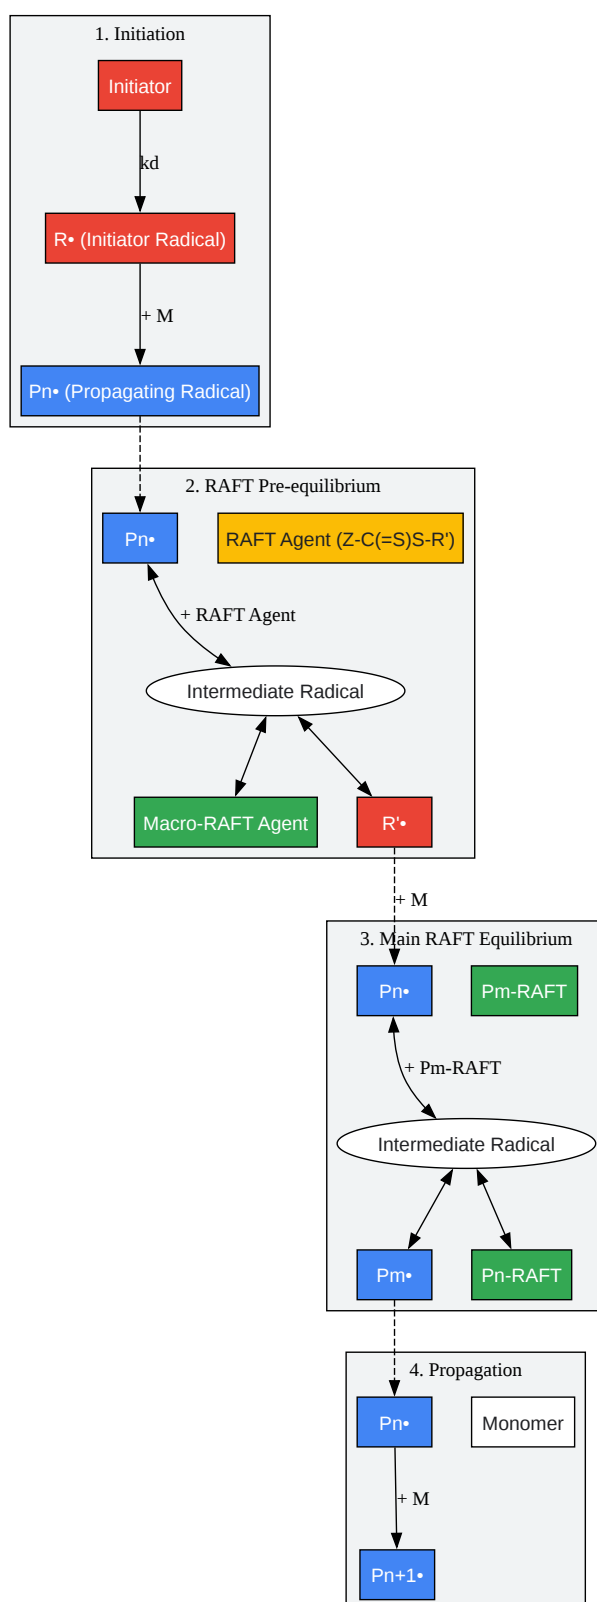 1. Initiation
Initiator
kd
R• (Initiator Radical)
+ M
Pn• (Propagating Radical)
2. RAFT Pre-equilibrium
Pn•
RAFT Agent (Z-C(=S)S-R')
+ RAFT Agent
Intermediate Radical
Macro-RAFT Agent
R'•
+ M
3. Main RAFT Equilibrium
Pn•
Pm-RAFT
+ Pm-RAFT
Intermediate Radical
Pm•
Pn-RAFT
4. Propagation
Pn•
Monomer
+ M
Pn+1•